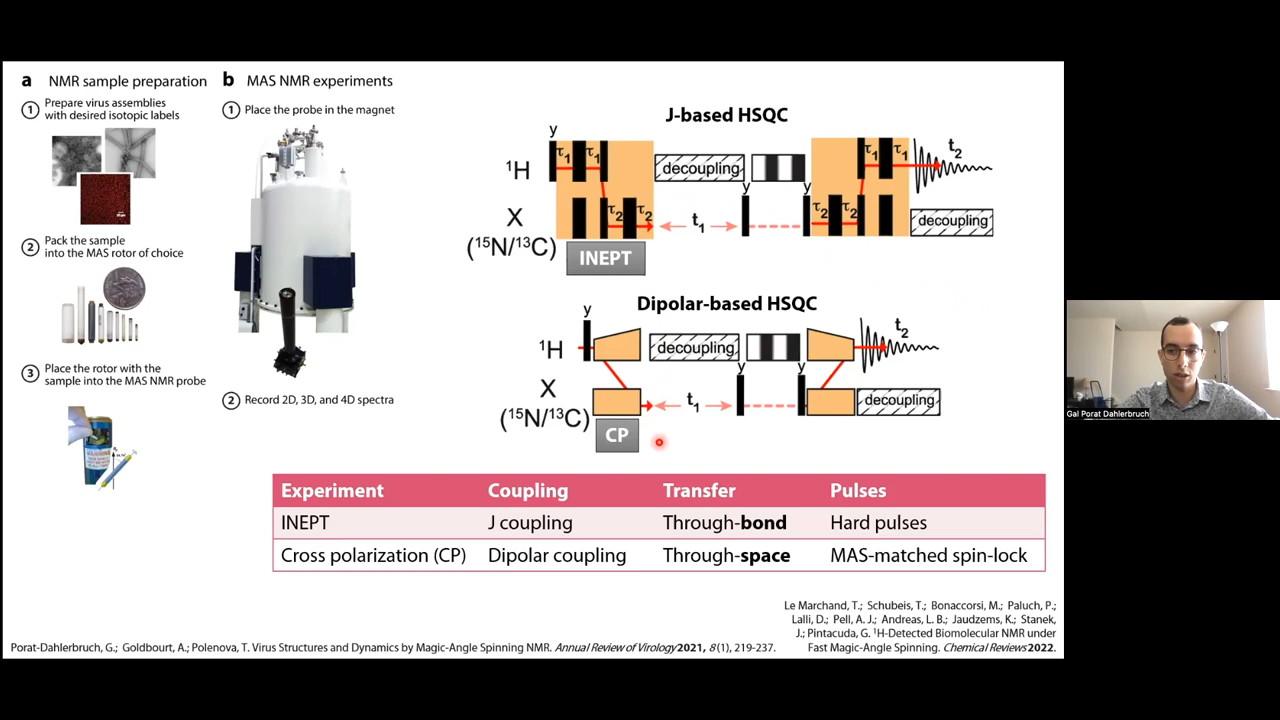 a NMR sample preparation
1 Prepare virus assemblies
with desired isotopic labels
2 Pack the sample
into the MAS rotor of choice
3 Place the rotor with the
sample into the MAS NMR probe
b MAS NMR experiments
1 Place the probe in the magnet
2 Record 2D, 3D, and 4D spectra
J-based HSQC
y
¹H
τ₁ τ₁
decoupling
τ₁ τ₁
t₂
y y
X
(¹⁵N/¹³C)
τ₂ τ₂
t₁
τ₂ τ₂
decoupling
INEPT
Dipolar-based HSQC
y
¹H
decoupling
t₂
y y
X
(¹⁵N/¹³C)
t₁
decoupling
CP
Experiment Coupling Transfer Pulses
INEPT J coupling Through-bond Hard pulses
Cross polarization (CP) Dipolar coupling Through-space MAS-matched spin-lock
Le Marchand, T.; Schubeis, T.; Bonaccorsi, M.; Paluch, P.;
Lalli, D.; Pell, A. J.; Andreas, L. B.; Jaudzems, K.; Stanek,
J.; Pintacuda, G. ¹H-Detected Biomolecular NMR under
Fast Magic-Angle Spinning. Chemical Reviews 2022.
Porat-Dahlerbruch, G.; Goldbourt, A.; Polenova, T. Virus Structures and Dynamics by Magic-Angle Spinning NMR. Annual Review of Virology 2021, 8 (1), 219-237.
Gal Porat Dahlerbruch